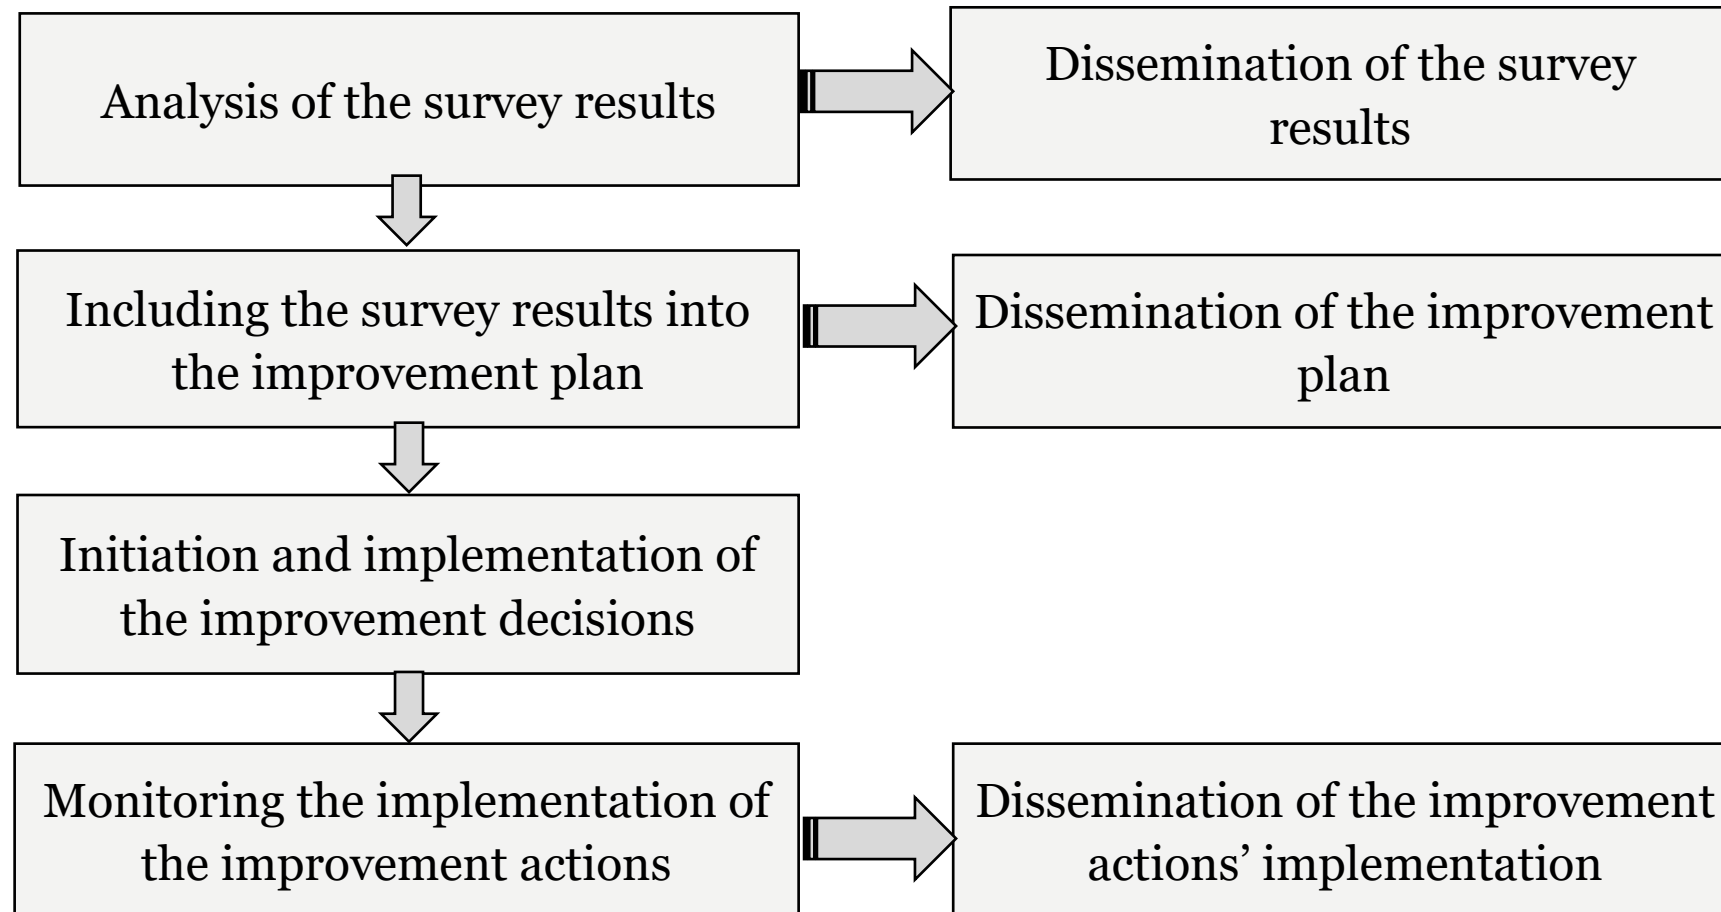 Analysis of the survey results
Dissemination of the survey
results
Including the survey results into
the improvement plan
Dissemination of the improvement
plan
Initiation and implementation of
the improvement decisions
Monitoring the implementation of
the improvement actions
Dissemination of the improvement
actions’ implementation